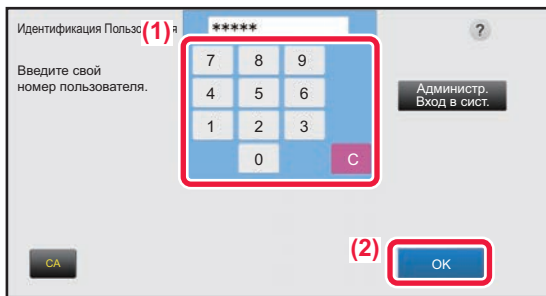 Идентификация Пользователя
(1)
*****
?
Введите свой
номер пользователя.
7 8 9
4 5 6
1 2 3
0 C
Администр.
Вход в сист.
CA
(2)
OK